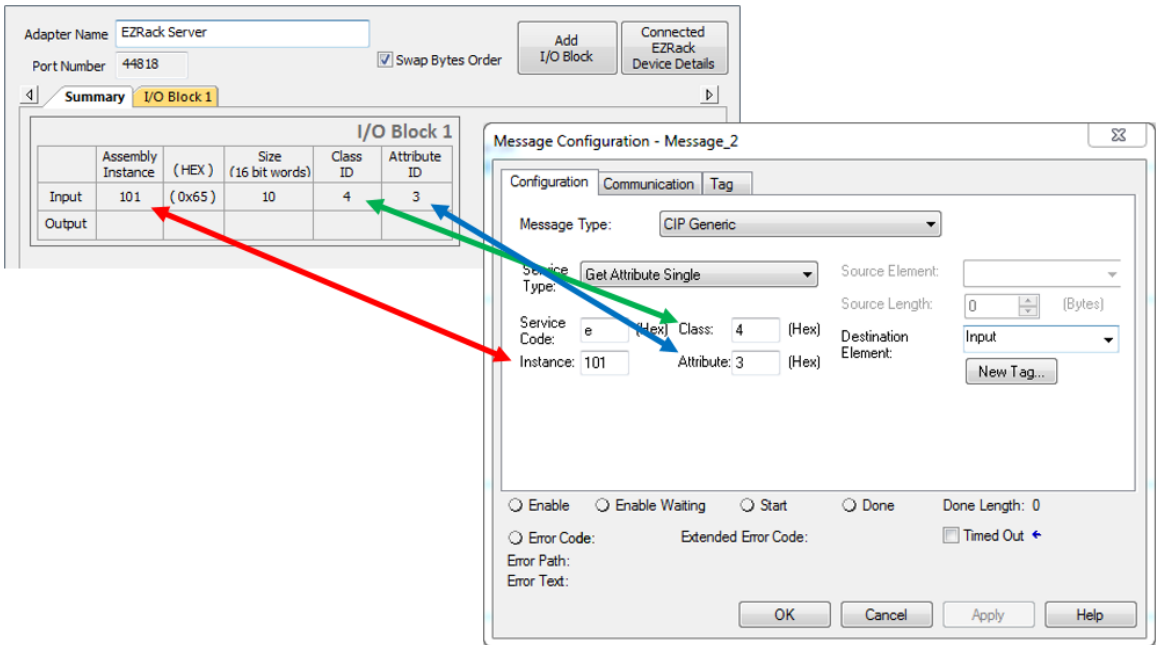 Adapter Name EZRack Server
Port Number 44818
Swap Bytes Order
Add
I/O Block
Connected
EZRack
Device Details
Summary I/O Block 1
I/O Block 1
Assembly Instance (HEX) Size (16 bit words) Class ID Attribute ID
Input 101 (0x65) 10 4 3
Output
Message Configuration - Message_2
Configuration Communication Tag
Message Type: CIP Generic
Service Type: Get Attribute Single
Source Element:
Source Length: 0 (Bytes)
Service Code: e (Hex) Class: 4 (Hex)
Destination Element: Input
Instance: 101 Attribute: 3 (Hex)
New Tag...
Enable Enable Waiting Start Done Done Length: 0
Error Code: Extended Error Code: Timed Out
Error Path:
Error Text:
OK Cancel Apply Help